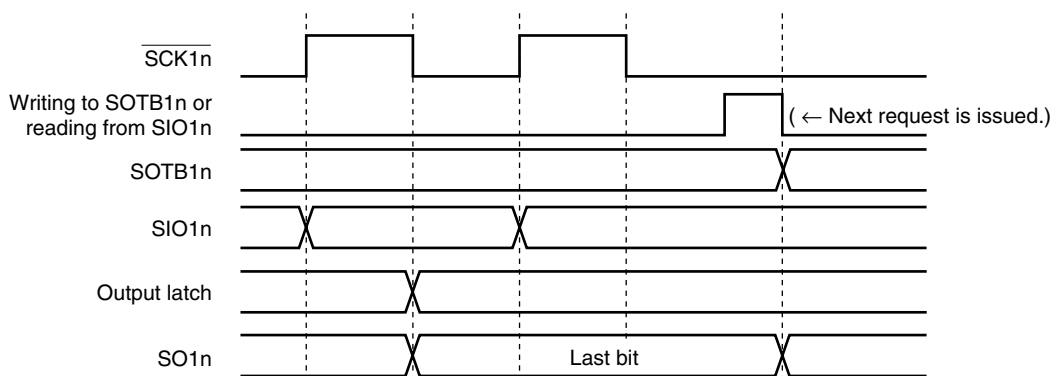 SCK1n
Writing to SOTB1n or
reading from SIO1n
( ← Next request is issued.)
SOTB1n
SIO1n
Output latch
SO1n
Last bit